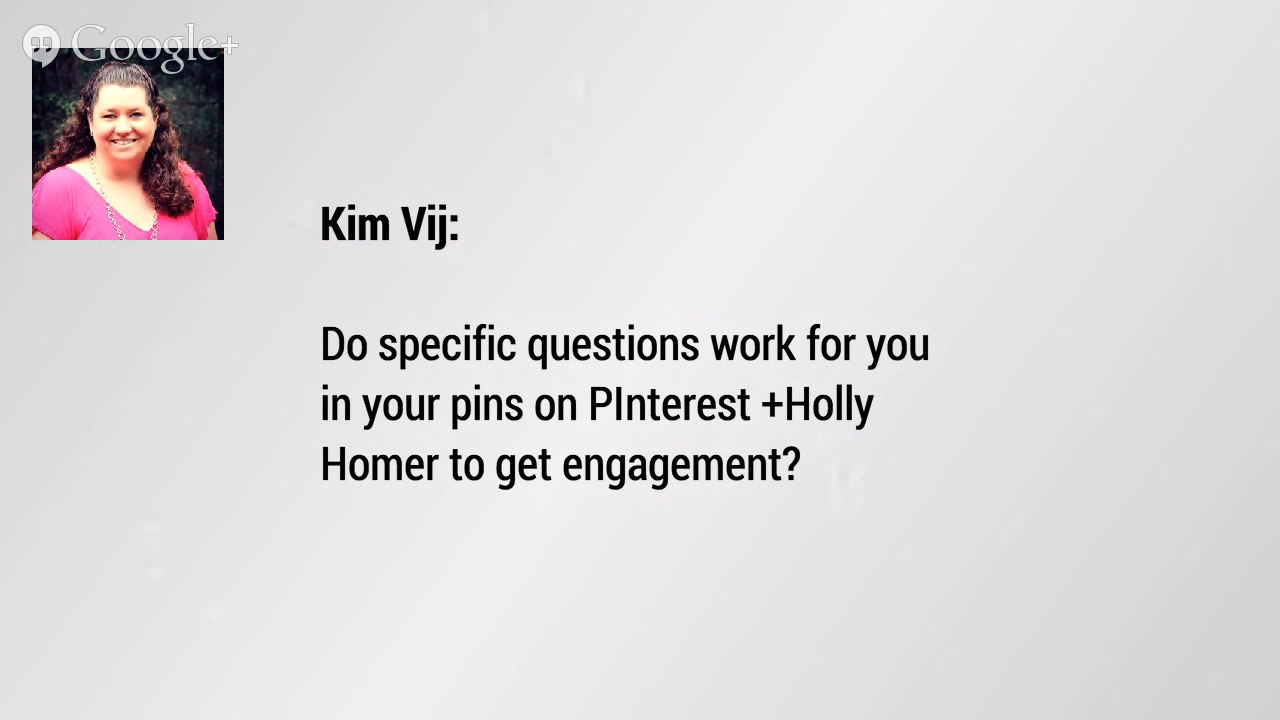 Google+
Kim Vij:
Do specific questions work for you
in your pins on PInterest +Holly
Homer to get engagement?